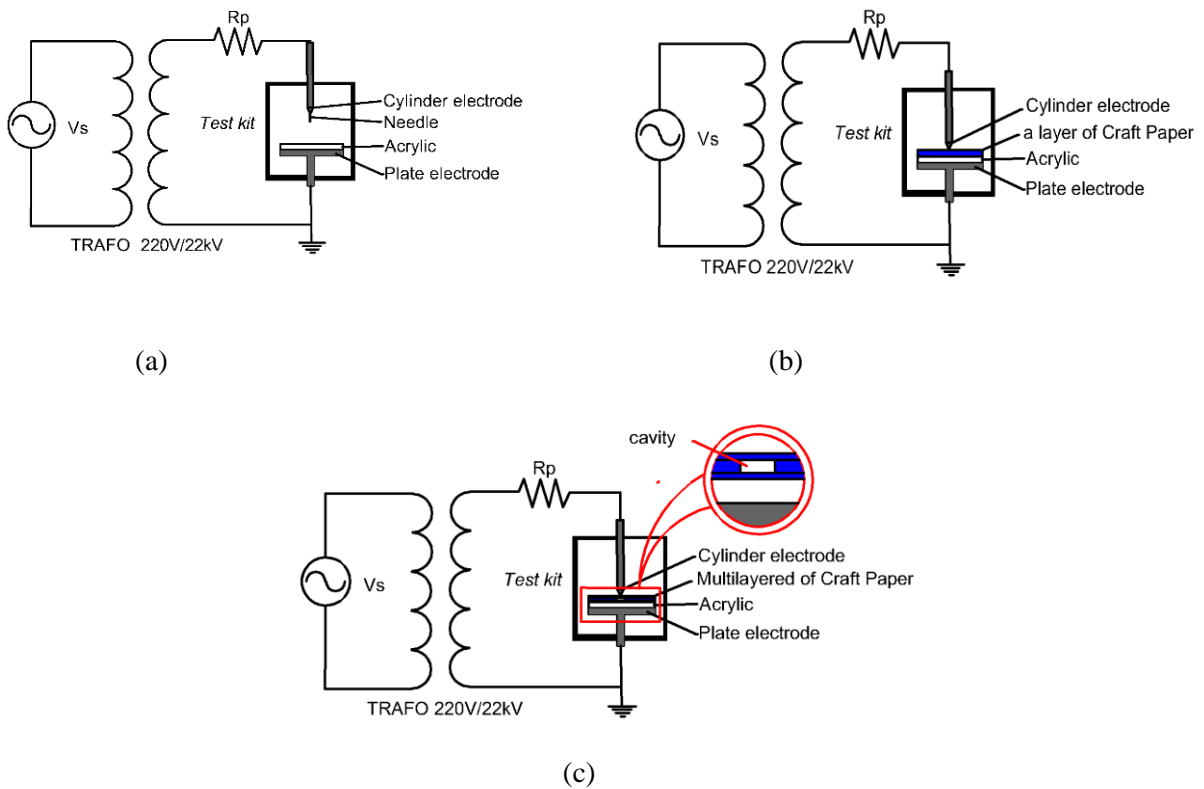 Rp
Vs
Test kit
Cylinder electrode
Needle
Acrylic
Plate electrode
TRAFO 220V/22kV
(a)
Rp
Vs
Test kit
Cylinder electrode
a layer of Craft Paper
Acrylic
Plate electrode
TRAFO 220V/22kV
(b)
cavity
Rp
Vs
Test kit
Cylinder electrode
Multilayered of Craft Paper
Acrylic
Plate electrode
TRAFO 220V/22kV
(c)